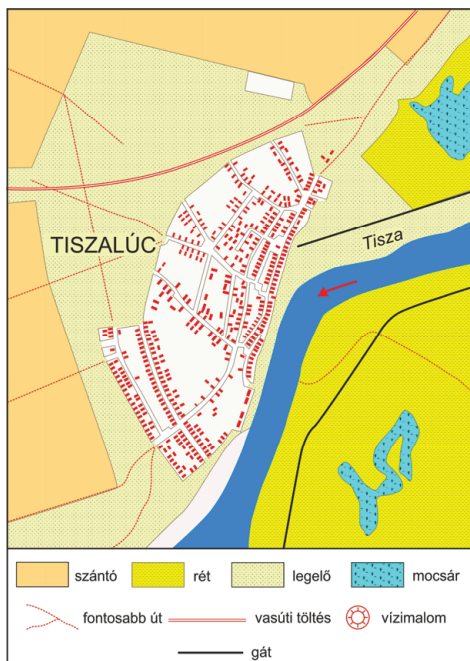 TISZALÚC
Tisza
szántó rét legelő mocsár
fontosabb út vasúti töltés vízimalom
gát